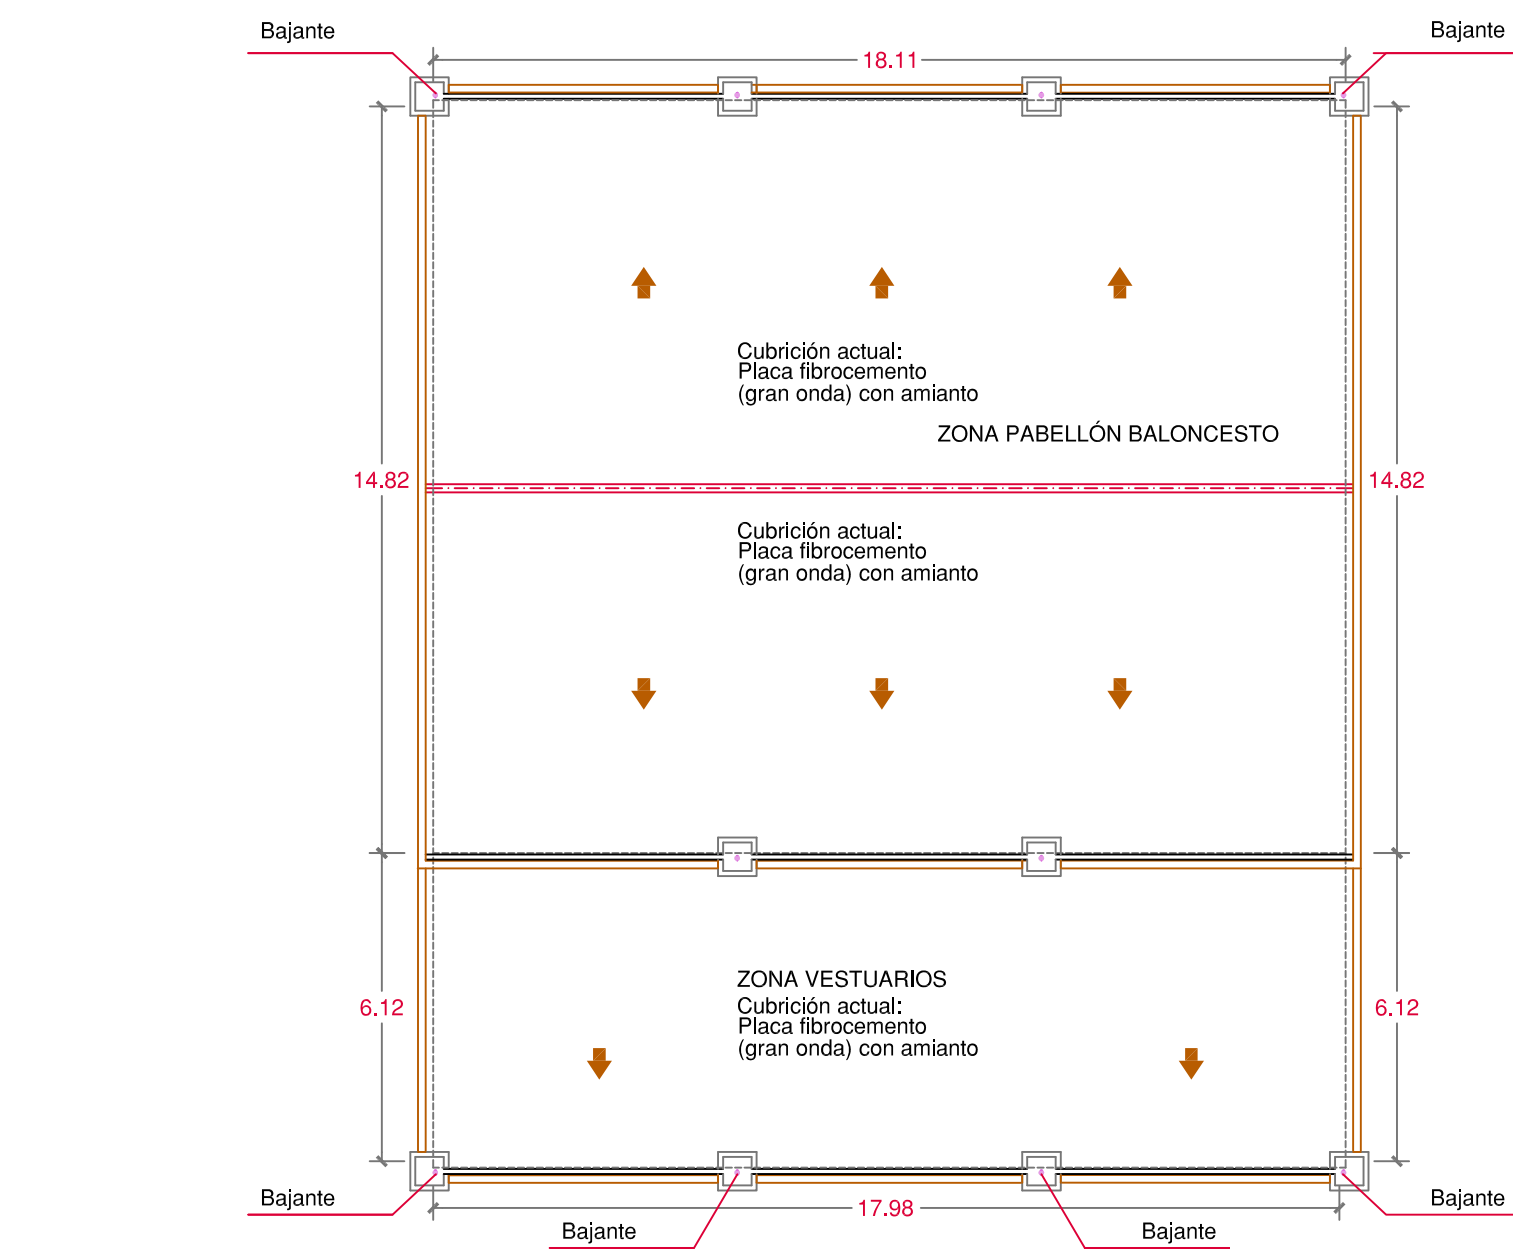 Bajante
Bajante
18.11
Cubrición actual:
Placa fibrocemento
(gran onda) con amianto
ZONA PABELLÓN BALONCESTO
14.82
14.82
Cubrición actual:
Placa fibrocemento
(gran onda) con amianto
ZONA VESTUARIOS
Cubrición actual:
Placa fibrocemento
(gran onda) con amianto
6.12
6.12
Bajante
Bajante
17.98
Bajante
Bajante